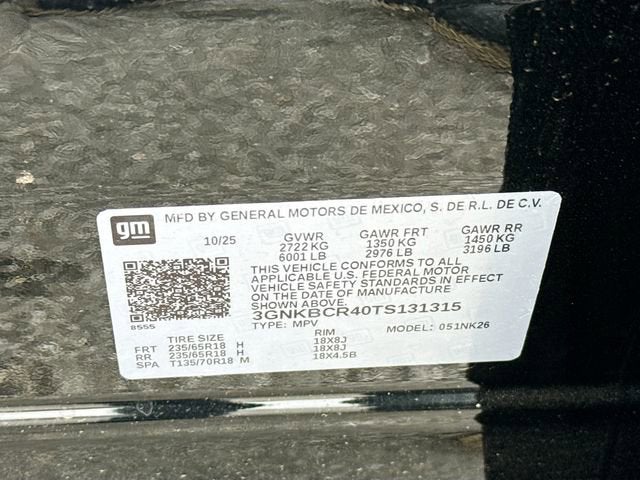 gm MFD BY GENERAL MOTORS DE MEXICO, S. DE R.L. DE C.V.
10/25 GVWR GAWR FRT GAWR RR
2722 KG 1350 KG 1450 KG
6001 LB 2976 LB 3196 LB
THIS VEHICLE CONFORMS TO ALL
APPLICABLE U.S. FEDERAL MOTOR
VEHICLE SAFETY STANDARDS IN EFFECT
ON THE DATE OF MANUFACTURE
SHOWN ABOVE.
3GNKBCR40TS131315
8555 TYPE: MPV MODEL: 051NK26
TIRE SIZE RIM
FRT 235/65R18 H 18X8J
RR 235/65R18 H 18X8J
SPA T135/70R18 M 18X4.5B